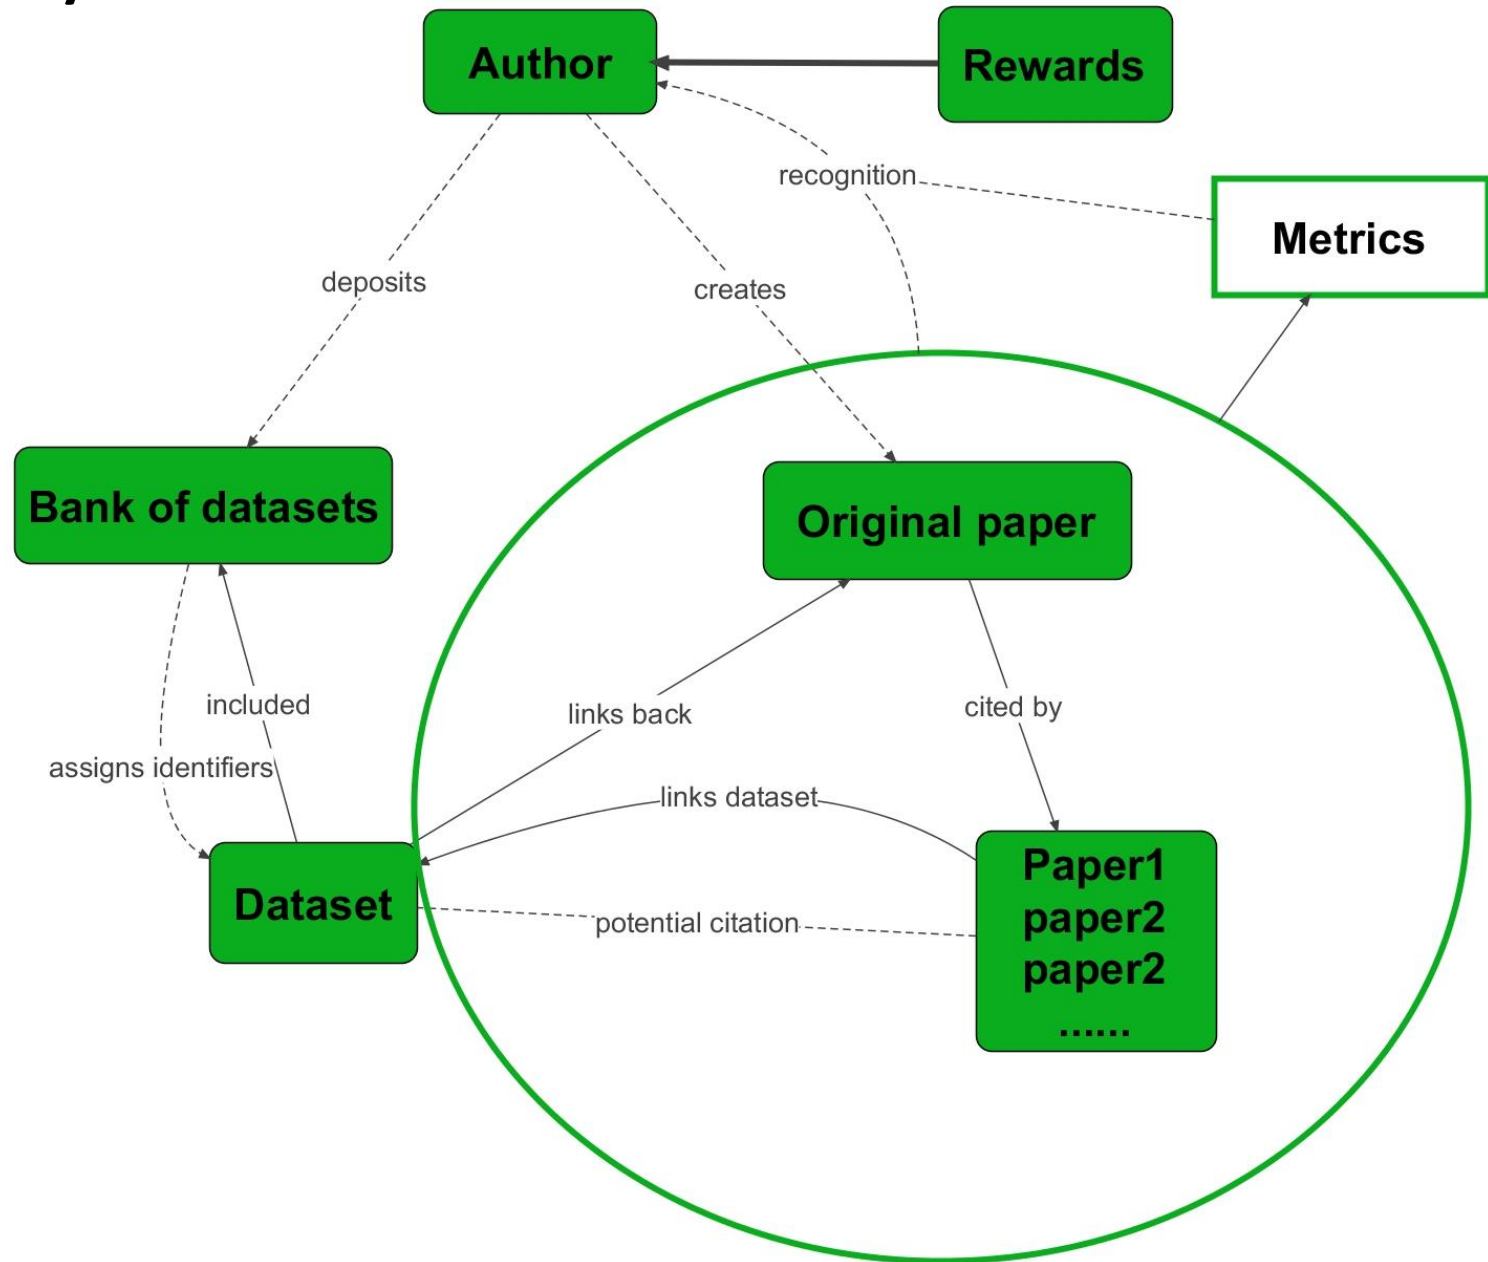 Author
Rewards
recognition
Metrics
deposits
creates
Bank of datasets
Original paper
included
links back
cited by
assigns identifiers
links dataset
Dataset
potential citation
Paper1
paper2
paper2
......